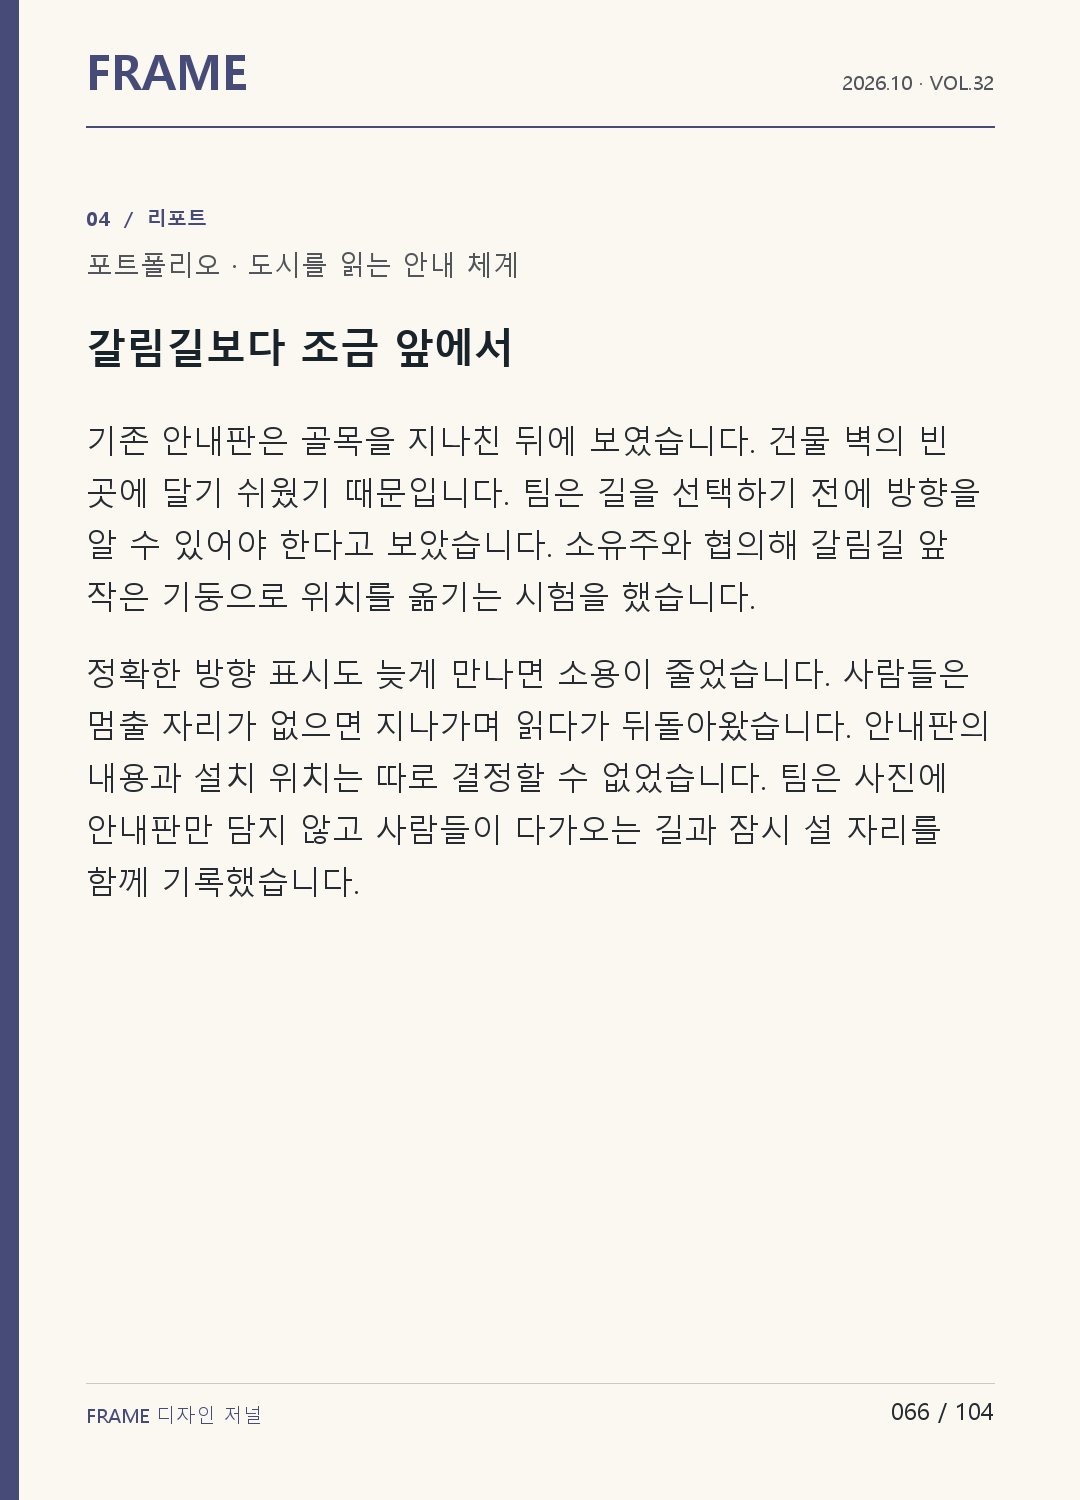 FRAME
2026.10 · VOL.32
04 / 리포트
포트폴리오 · 도시를 읽는 안내 체계
갈림길보다 조금 앞에서
기존 안내판은 골목을 지나친 뒤에 보였습니다. 건물 벽의 빈
곳에 달기 쉬웠기 때문입니다. 팀은 길을 선택하기 전에 방향을
알 수 있어야 한다고 보았습니다. 소유주와 협의해 갈림길 앞
작은 기둥으로 위치를 옮기는 시험을 했습니다.
정확한 방향 표시도 늦게 만나면 소용이 줄었습니다. 사람들은
멈출 자리가 없으면 지나가며 읽다가 뒤돌아왔습니다. 안내판의
내용과 설치 위치는 따로 결정할 수 없었습니다. 팀은 사진에
안내판만 담지 않고 사람들이 다가오는 길과 잠시 설 자리를
함께 기록했습니다.
FRAME 디자인 저널
066 / 104